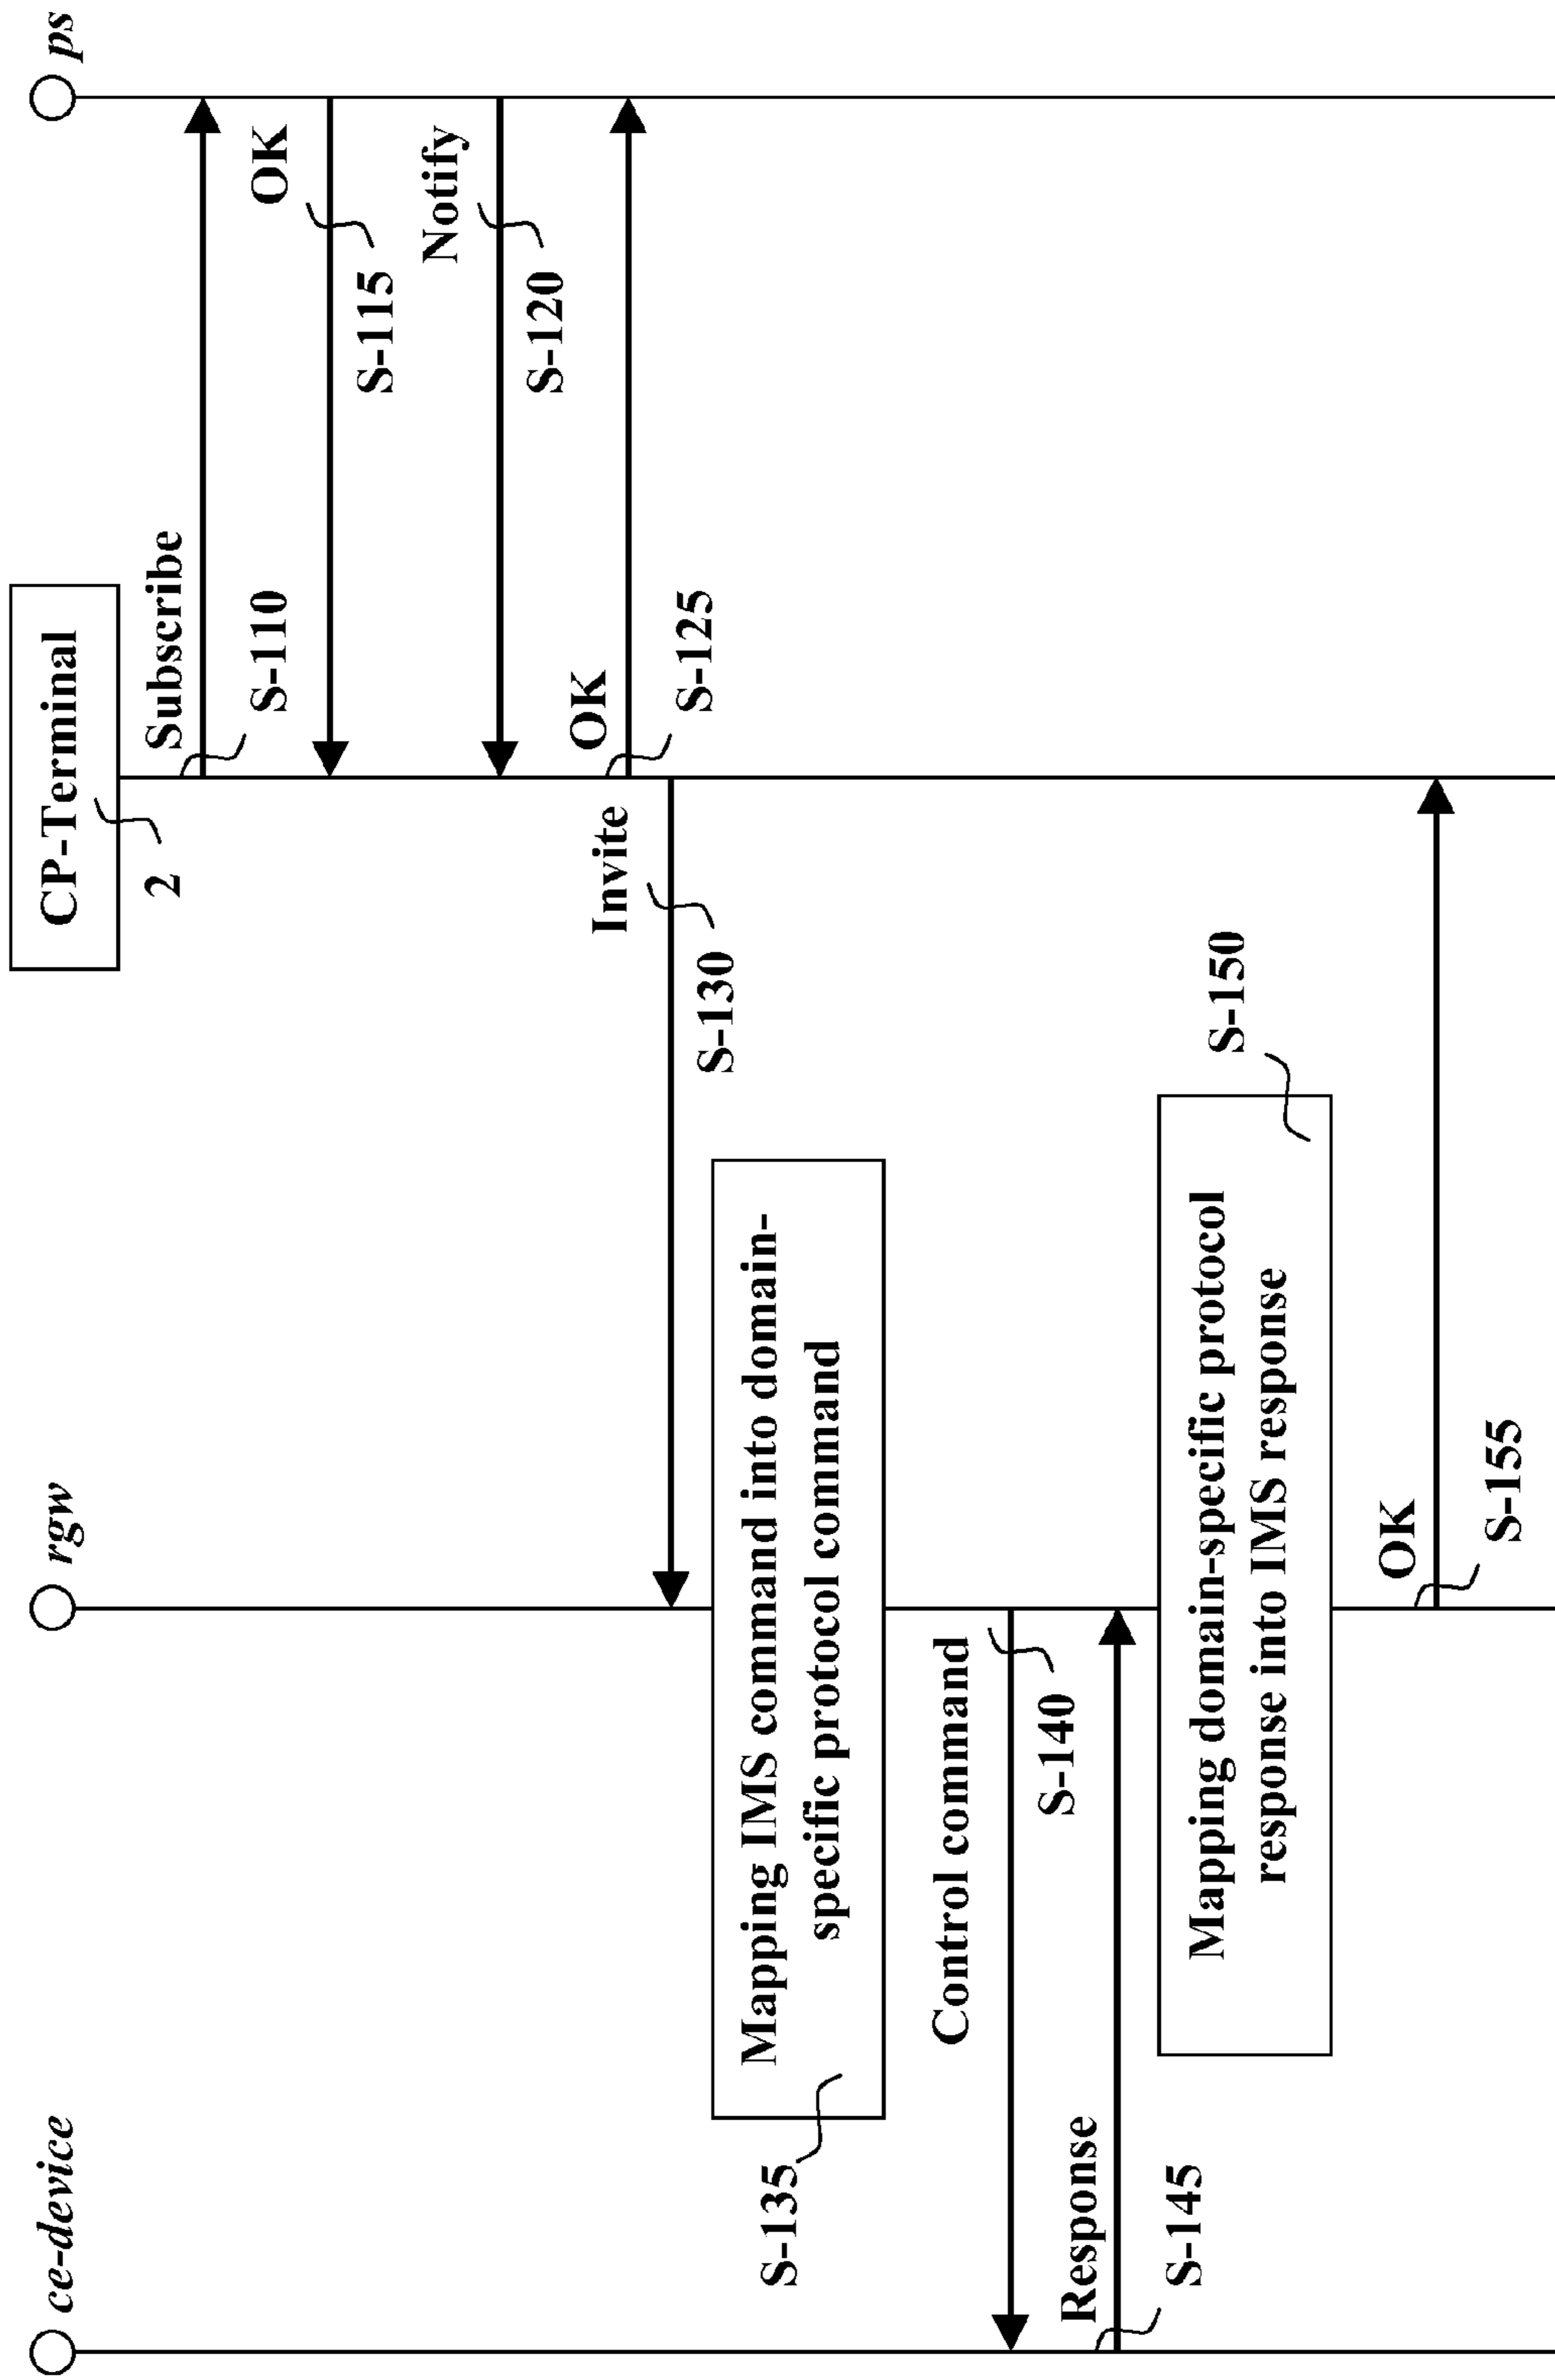 ce-device
rgw
CP-Terminal
2
ps
Subscribe
S-110
OK
S-115
Notify
S-120
OK
S-125
Invite
S-130
S-135
Mapping IMS command into domain-
specific protocol command
Control command
S-140
Response
S-145
Mapping domain-specific protocol
response into IMS response
S-150
OK
S-155